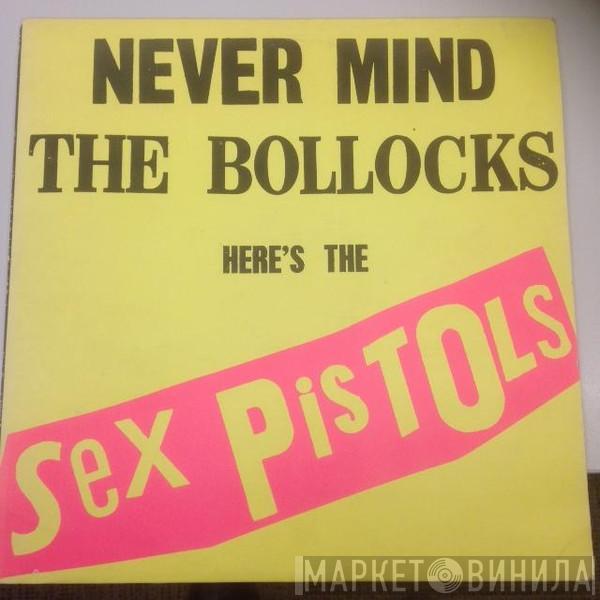 NEVER MIND
THE BOLLOCKS
HERE'S THE
Sex PisTOLs
МАРКЕТ ВИНИЛА